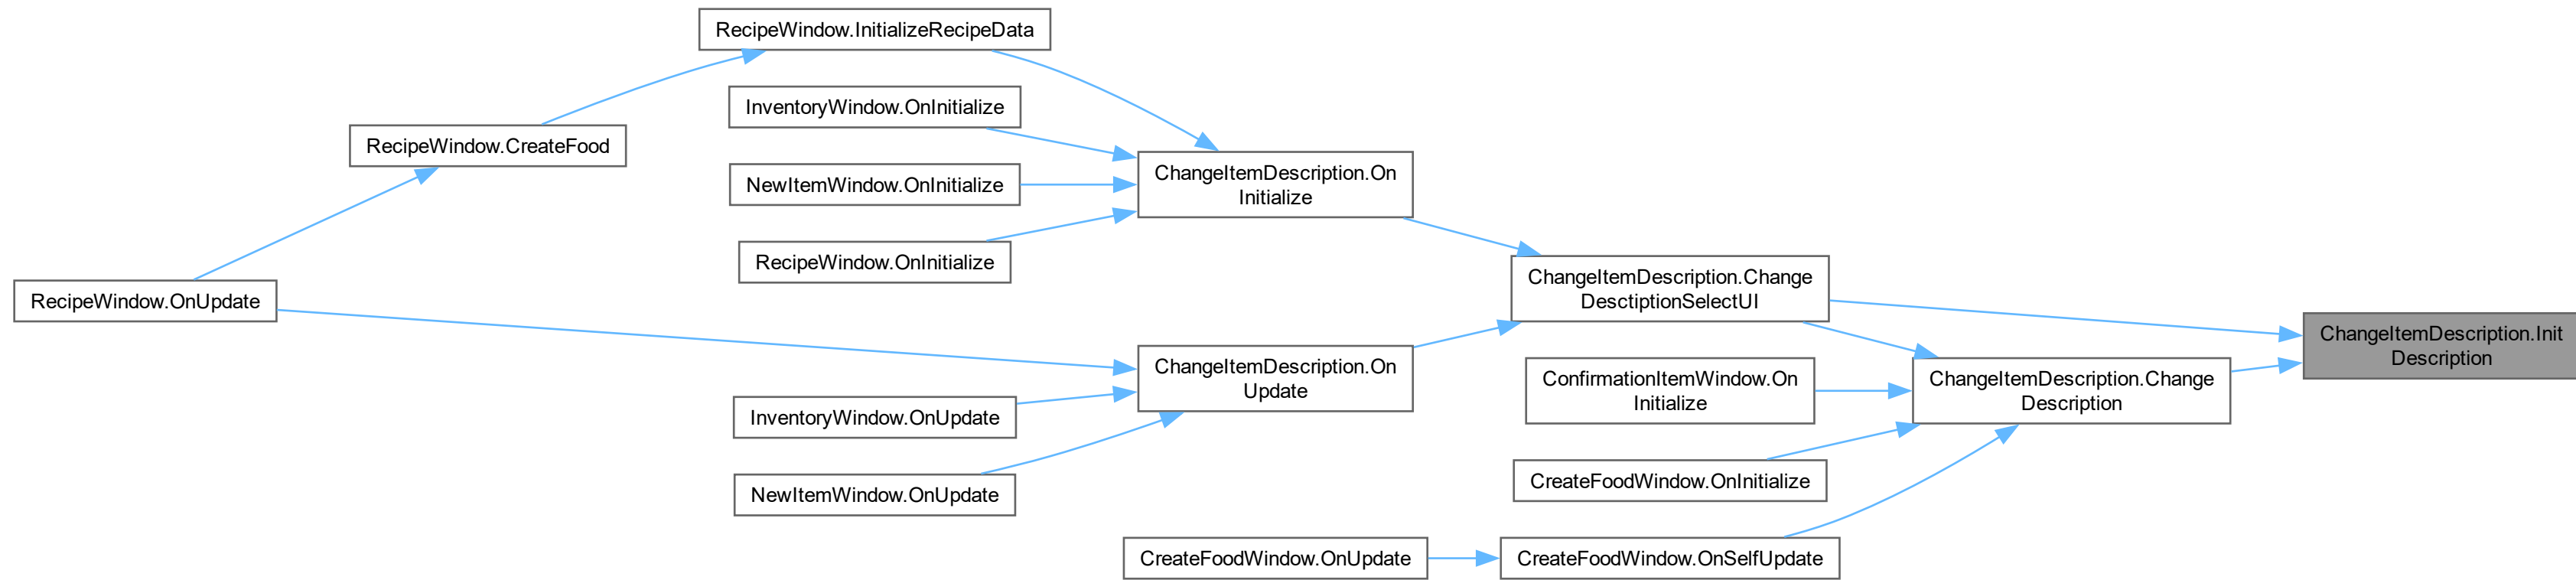 RecipeWindow.InitializeRecipeData
InventoryWindow.OnInitialize
RecipeWindow.CreateFood
NewItemWindow.OnInitialize
ChangeItemDescription.On
Initialize
RecipeWindow.OnInitialize
RecipeWindow.OnUpdate
ChangeItemDescription.Change
DesctiptionSelectUI
ChangeItemDescription.Init
Description
ChangeItemDescription.On
Update
ConfirmationItemWindow.On
Initialize
ChangeItemDescription.Change
Description
InventoryWindow.OnUpdate
CreateFoodWindow.OnInitialize
NewItemWindow.OnUpdate
CreateFoodWindow.OnUpdate
CreateFoodWindow.OnSelfUpdate